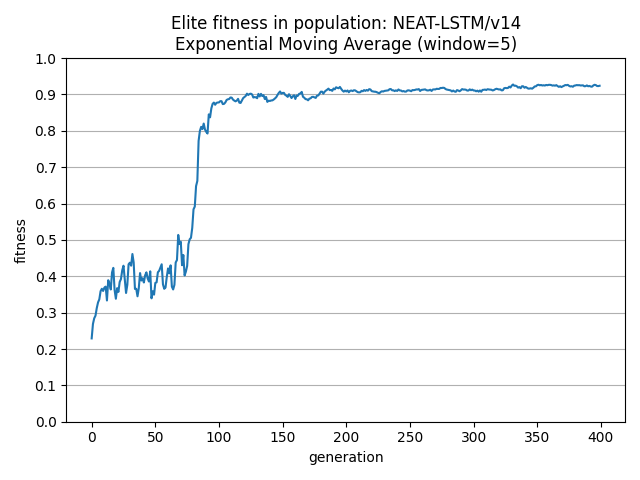 Elite fitness in population: NEAT-LSTM/v14
Exponential Moving Average (window=5)
1.0
0.9
0.8
0.7
0.6
0.5
0.4
0.3
0.2
0.1
0.0
fitness
0 50 100 150 200 250 300 350 400
generation